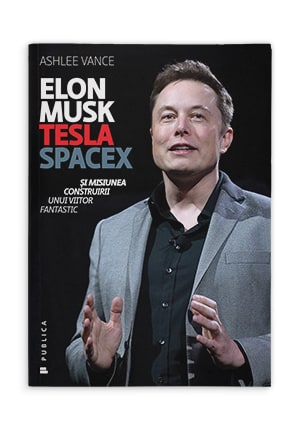 ASHLEE VANCE
ELON
MUSK
TESLA
SPACEX
ȘI MISIUNEA
CONSTRUIRII
UNUI VIITOR
FANTASTIC
PUBLICA